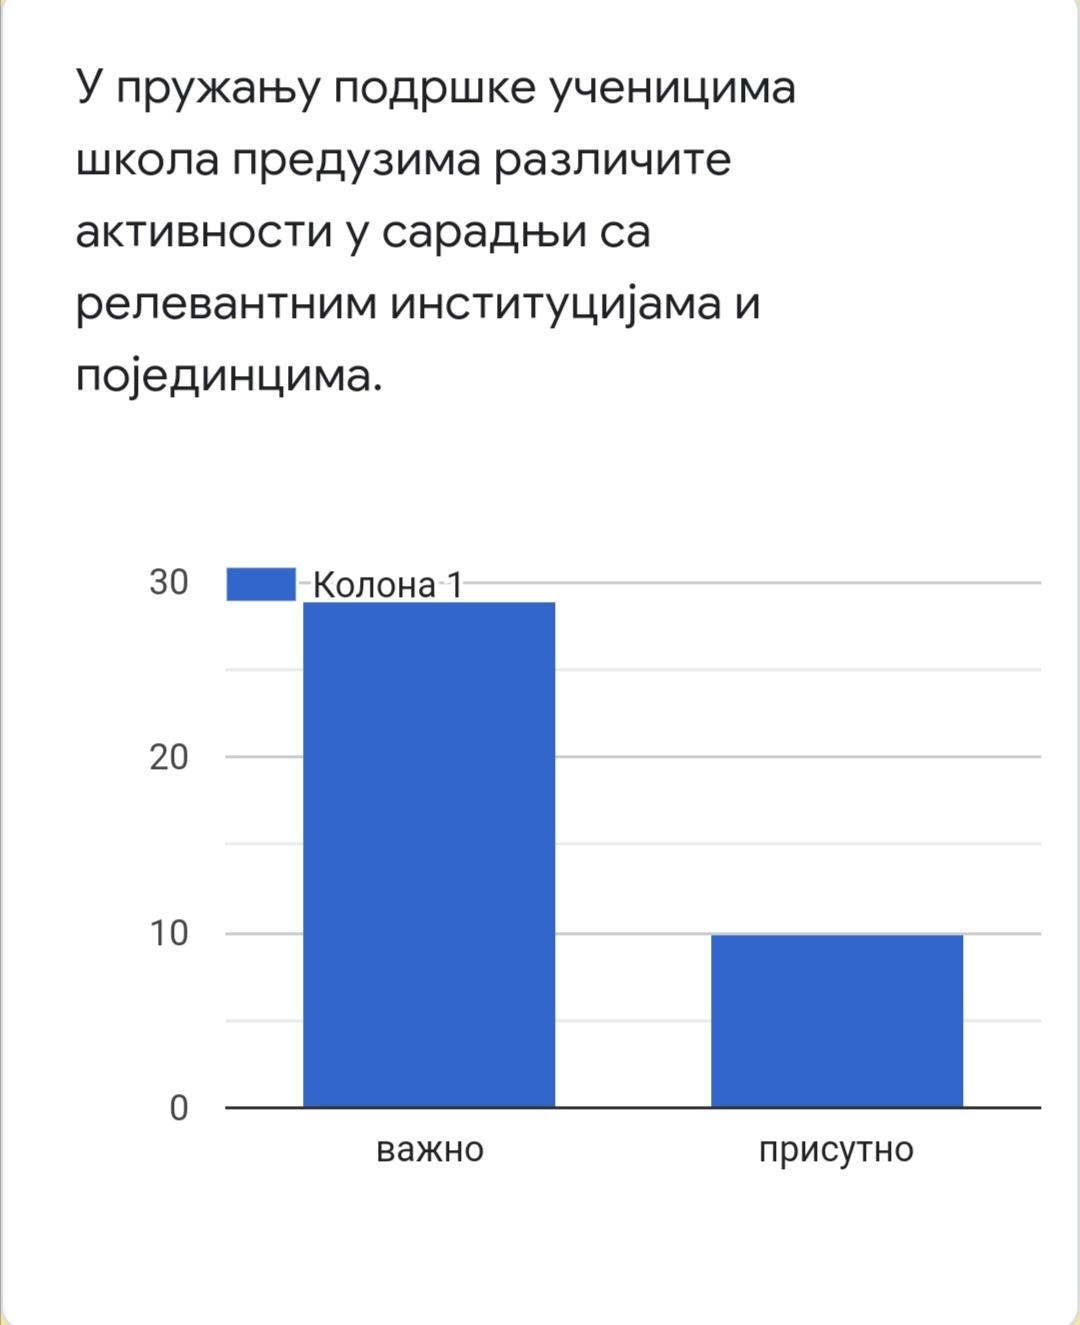 У пружању подршке ученицима
школа предузима различите
активности у сарадњи са
релевантним институцијама и
појединцима.
30
Колона 1
20
10
0
важно
присутно